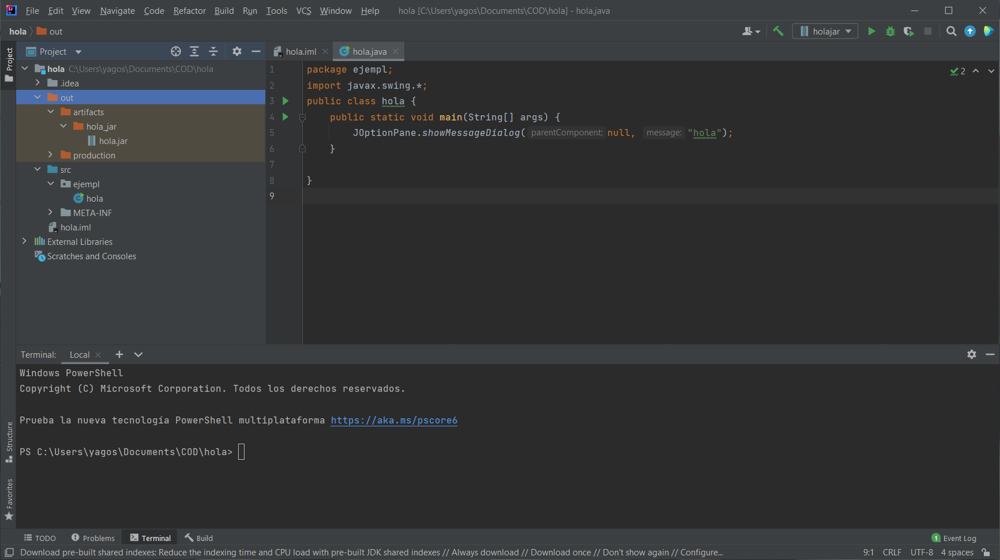 File Edit View Navigate Code Refactor Build Run Tools VCS Window Help hola [C:\Users\yagos\Documents\COD\hola] - hola.java
hola out holajar
Project
Project
hola.iml
hola.java
hola C:\Users\yagos\Documents\COD\hola
.idea
out
artifacts
hola_jar
hola.jar
production
src
ejempl
hola
META-INF
hola.iml
External Libraries
Scratches and Consoles
1 package ejempl;
2 import javax.swing.*;
3 public class hola {
4 public static void main(String[] args) {
5 JOptionPane.showMessageDialog( parentComponent: null, message: "hola");
6 }
7
8 }
9
2
Terminal: Local
Windows PowerShell
Copyright (C) Microsoft Corporation. Todos los derechos reservados.
Prueba la nueva tecnología PowerShell multiplataforma https://aka.ms/pscore6
PS C:\Users\yagos\Documents\COD\hola>
Structure
Favorites
TODO Problems Terminal Build 1 Event Log
Download pre-built shared indexes: Reduce the indexing time and CPU load with pre-built JDK shared indexes // Always download // Download once // Don't show again // Configure... 9:1 CRLF UTF-8 4 spaces